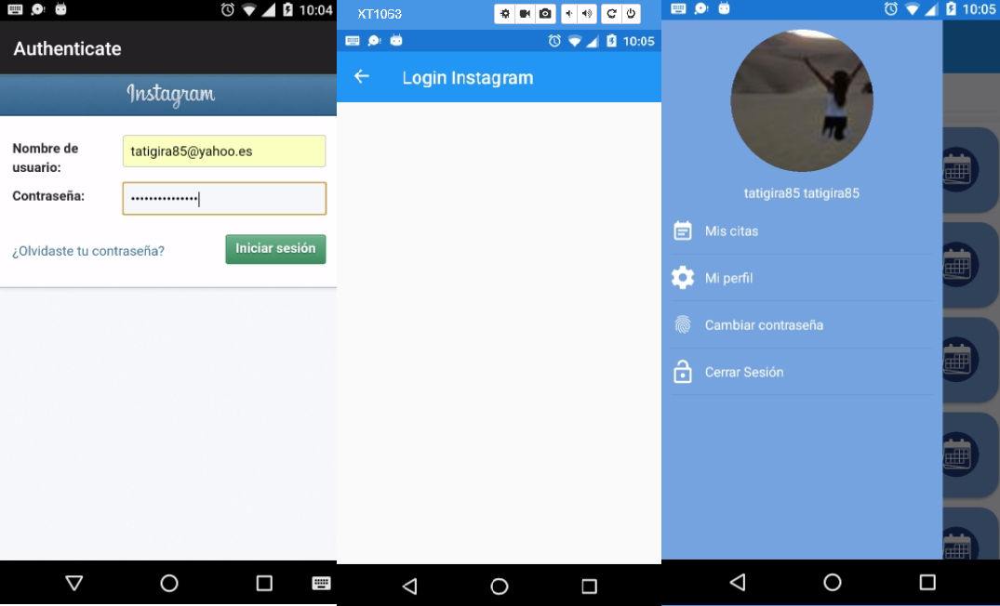 10:04
Authenticate
Instagram
Nombre de
usuario:
tatigira85@yahoo.es
Contraseña:
•••••••••••••••
¿Olvidaste tu contraseña?
Iniciar sesión
XT1053
10:05
Login Instagram
10:05
tatigira85 tatigira85
Mis citas
Mi perfil
Cambiar contraseña
Cerrar Sesión